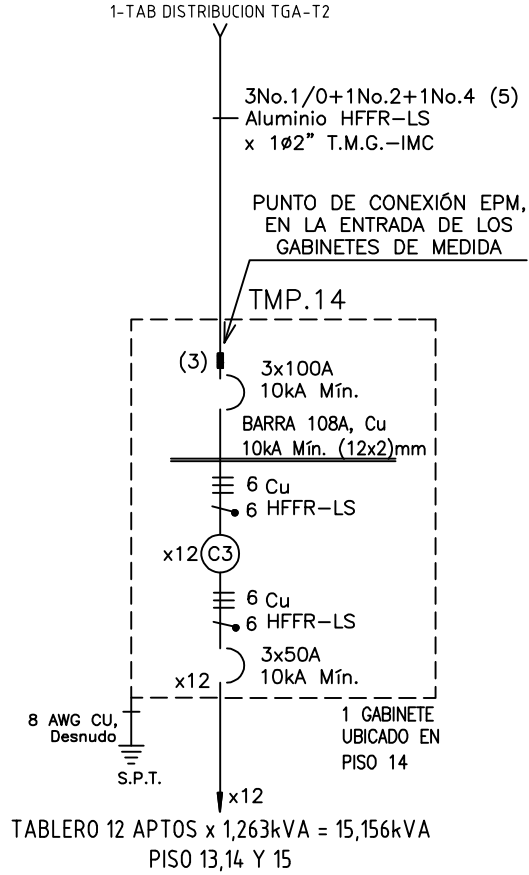 1-TAB DISTRIBUCION TGA-T2
3No.1/0+1No.2+1No.4 (5)
Aluminio HFFR-LS
x 1ø2" T.M.G.-IMC
PUNTO DE CONEXIÓN EPM,
EN LA ENTRADA DE LOS
GABINETES DE MEDIDA
TMP.14
(3)
3x100A
10kA Mín.
BARRA 108A, Cu
10kA Mín. (12x2)mm
6 Cu
6 HFFR-LS
x12 C3
6 Cu
6 HFFR-LS
3x50A
10kA Mín.
x12
8 AWG CU,
Desnudo
S.P.T.
1 GABINETE
UBICADO EN
PISO 14
x12
TABLERO 12 APTOS x 1,263kVA = 15,156kVA
PISO 13,14 Y 15